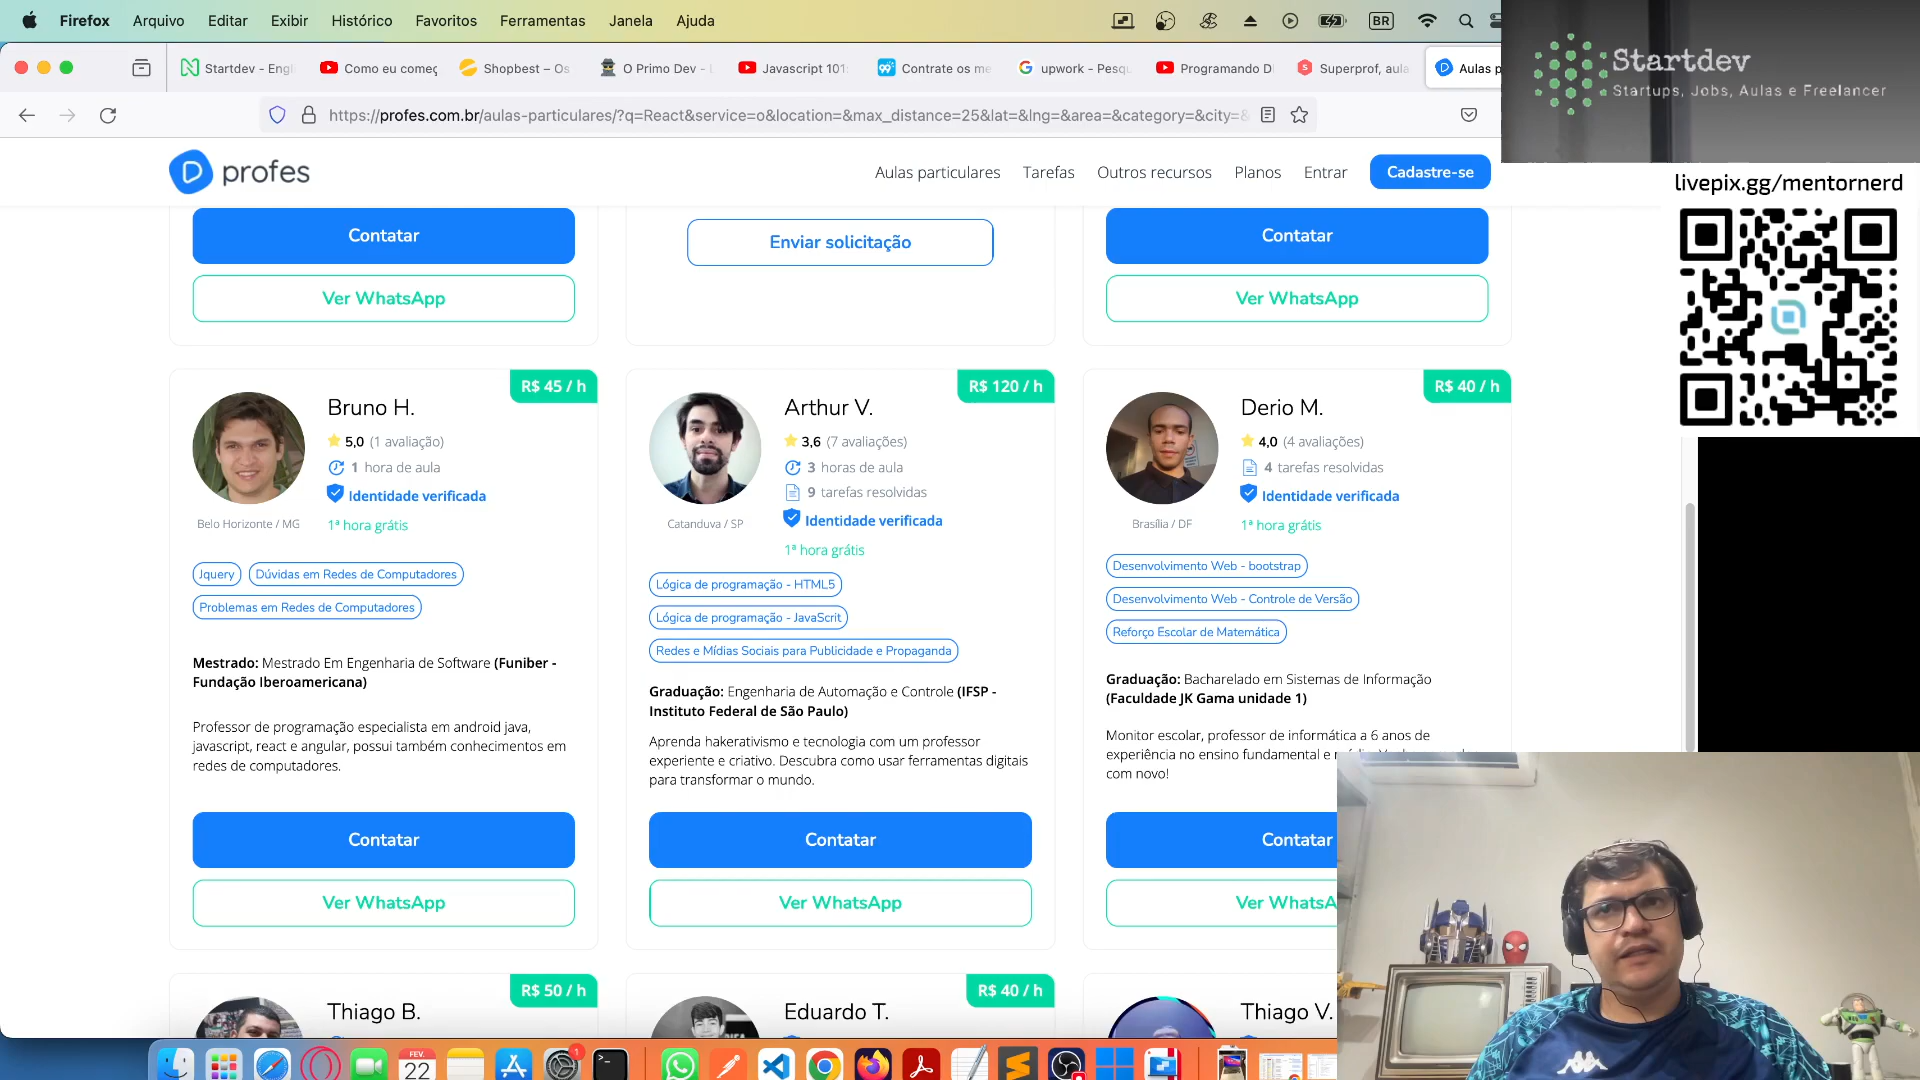 Firefox Arquivo Editar Exibir Histórico Favoritos Ferramentas Janela Ajuda
BR
Startdev - Engl
Como eu começ
Shopbest – Os
O Primo Dev - L
Javascript 101:
Contrate os me
upwork - Pesqu
Programando D
Superprof, aula
Aulas p
https://profes.com.br/aulas-particulares/?q=React&service=o&location=&max_distance=25&lat=&lng=&area=&category=&city=&
Startdev
Startups, Jobs, Aulas e Freelancer
profes
Aulas particulares Tarefas Outros recursos Planos Entrar Cadastre-se
livepix.gg/mentornerd
Contatar
Enviar solicitação
Contatar
Ver WhatsApp
Ver WhatsApp
R$ 45 / h
Bruno H.
5,0 (1 avaliação)
1 hora de aula
Identidade verificada
Belo Horizonte / MG
1ª hora grátis
Jquery
Dúvidas em Redes de Computadores
Problemas em Redes de Computadores
Mestrado: Mestrado Em Engenharia de Software (Funiber -
Fundação Iberoamericana)
Professor de programação especialista em android java,
javascript, react e angular, possui também conhecimentos em
redes de computadores.
Contatar
Ver WhatsApp
R$ 120 / h
Arthur V.
3,6 (7 avaliações)
3 horas de aula
9 tarefas resolvidas
Identidade verificada
Catanduva / SP
1ª hora grátis
Lógica de programação - HTML5
Lógica de programação - JavaScrit
Redes e Mídias Sociais para Publicidade e Propaganda
Graduação: Engenharia de Automação e Controle (IFSP -
Instituto Federal de São Paulo)
Aprenda hakerativismo e tecnologia com um professor
experiente e criativo. Descubra como usar ferramentas digitais
para transformar o mundo.
Contatar
Ver WhatsApp
R$ 40 / h
Derio M.
4,0 (4 avaliações)
4 tarefas resolvidas
Identidade verificada
Brasília / DF
1ª hora grátis
Desenvolvimento Web - bootstrap
Desenvolvimento Web - Controle de Versão
Reforço Escolar de Matemática
Graduação: Bacharelado em Sistemas de Informação
(Faculdade JK Gama unidade 1)
Monitor escolar, professor de informática a 6 anos de
experiência no ensino fundamental e
com novo!
Contatar
Ver WhatsA
R$ 50 / h
Thiago B.
R$ 40 / h
Eduardo T.
Thiago V.
FEV.
22
1